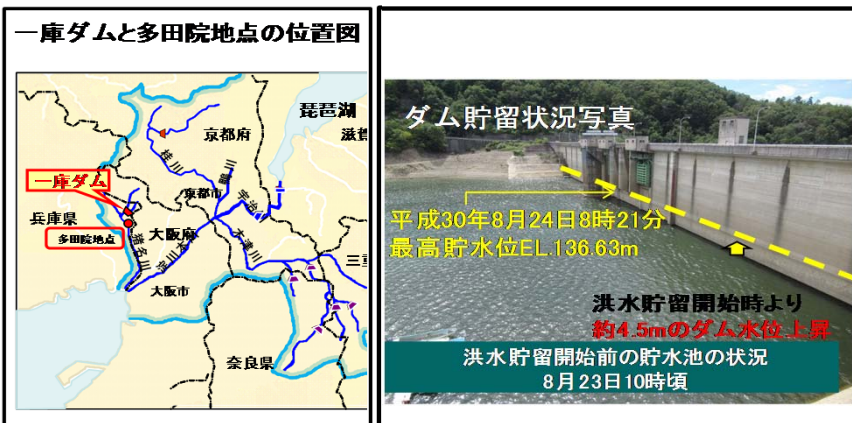 一庫ダムと多田院地点の位置図
琵琶湖
滋賀
京都府
桂川
鴨川
宇治川
京都市
一庫ダム
兵庫県
大阪府
多田院地点
猪名川
淀川本川
木津川
三重
大阪市
奈良県
ダム貯留状況写真
平成30年8月24日8時21分
最高貯水位EL.136.63m
洪水貯留開始時より
約4.5mのダム水位上昇
洪水貯留開始前の貯水池の状況
8月23日10時頃